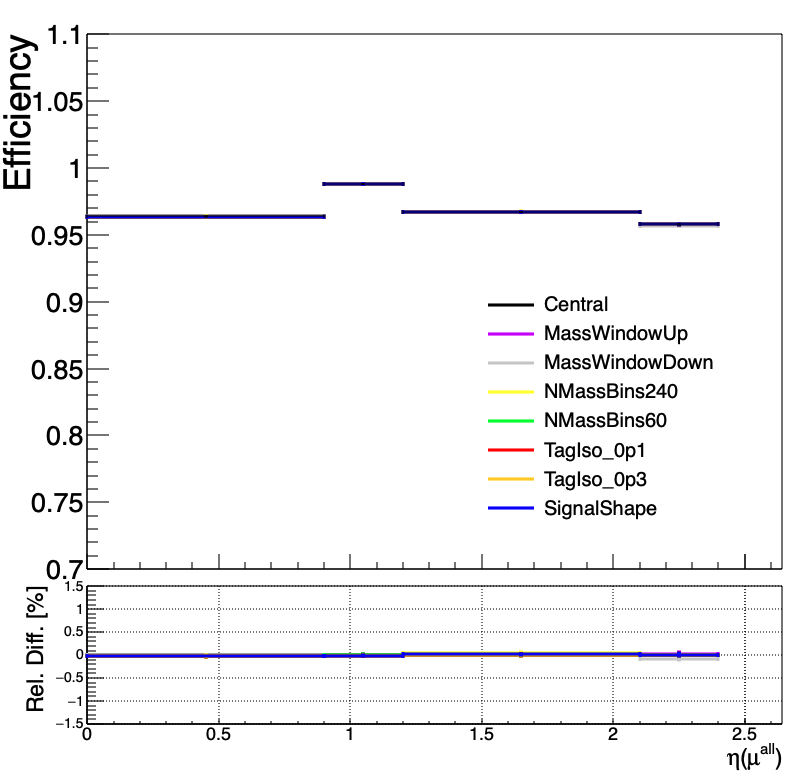 Efficiency
1.1
1.05
1
0.95
0.9
0.85
0.8
0.75
0.7
Central
MassWindowUp
MassWindowDown
NMassBins240
NMassBins60
TagIso_0p1
TagIso_0p3
SignalShape
Rel. Diff. [%]
1.5
1
0.5
0
−0.5
−1
−1.5
0 0.5 1 1.5 2 2.5
η(μ^all)